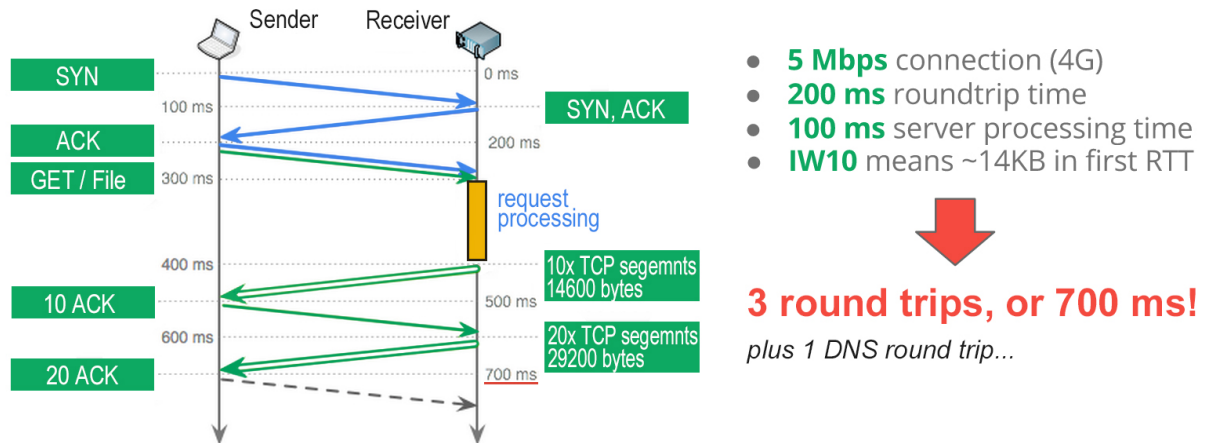 Sender
Receiver
SYN
0 ms
100 ms
SYN, ACK
ACK
200 ms
GET / File
300 ms
request
processing
400 ms
10x TCP segemnts
14600 bytes
10 ACK
500 ms
600 ms
20x TCP segemnts
29200 bytes
20 ACK
700 ms
● 5 Mbps connection (4G)
● 200 ms roundtrip time
● 100 ms server processing time
● IW10 means ~14KB in first RTT
3 round trips, or 700 ms!
plus 1 DNS round trip...